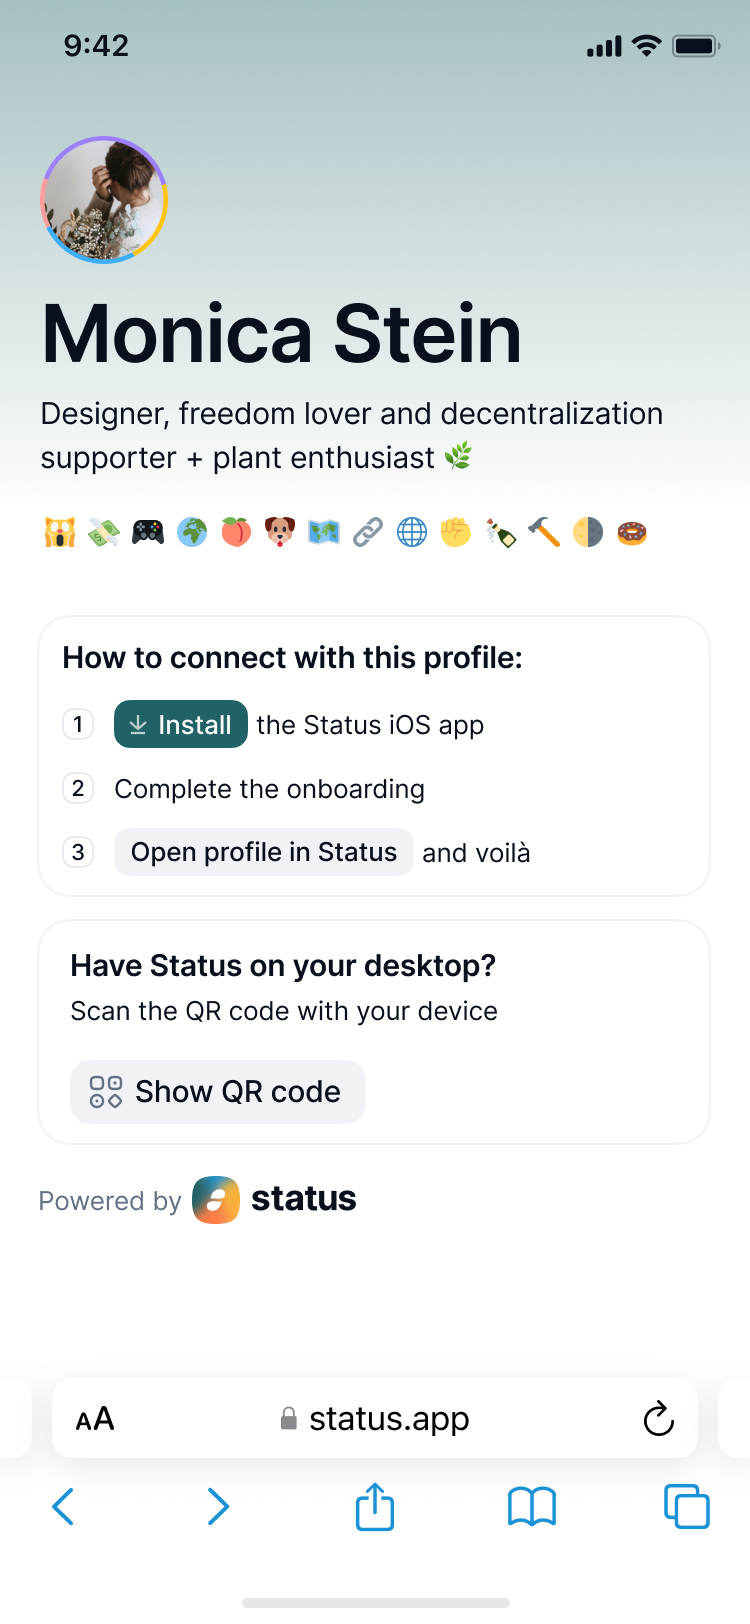 9:42
Monica Stein
Designer, freedom lover and decentralization
supporter + plant enthusiast 🌿
🙀 💸 🎮 🌍 🍑 🐶 🗺️ 🔗 🌐 ✊ 🍾 🔨 🌗 🍩
How to connect with this profile:
1 Install the Status iOS app
2 Complete the onboarding
3 Open profile in Status and voilà
Have Status on your desktop?
Scan the QR code with your device
Show QR code
Powered by status
AA status.app